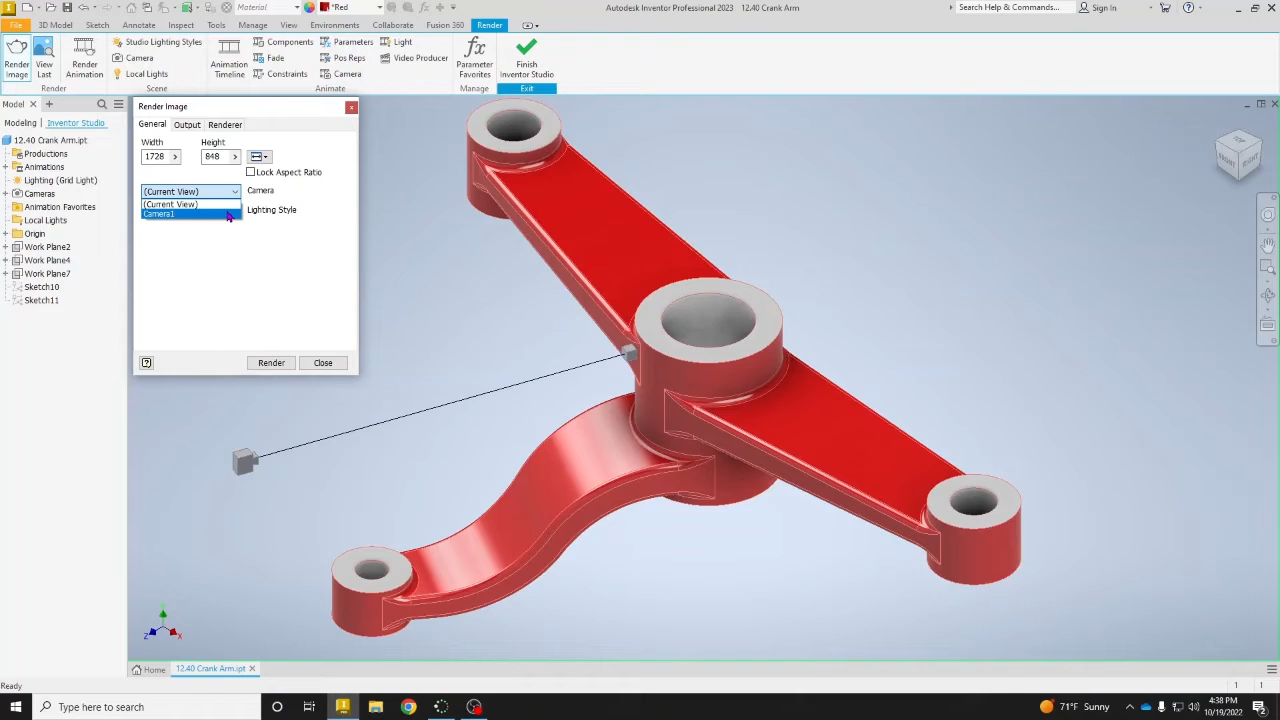 Material
*Red
fx
Autodesk Inventor Professional 2023 12.40 Crank Arm
Search Help & Commands...
Sign In
File 3D Model Sketch Annotate Inspect Tools Manage View Environments Collaborate Fusion 360 Render
Render Image
View Last
Render Animation
Studio Lighting Styles
Camera
Local Lights
Animation Timeline
Components
Fade
Constraints
Parameters
Pos Reps
Camera
Light
Video Producer
fx
Parameter Favorites
Finish Inventor Studio
Render
Scene
Animate
Manage
Exit
Model
Modeling Inventor Studio
12.40 Crank Arm.ipt
Productions
Animations
Lighting (Grid Light)
Cameras
Animation Favorites
Local Lights
Origin
Work Plane2
Work Plane4
Work Plane7
Sketch10
Sketch11
Render Image
General Output Renderer
Width Height
1728 848
Lock Aspect Ratio
(Current View) Camera
(Current View)
Camera1
Lighting Style
Render Close
TOP
FRONT
RIGHT
Y
Z
X
Home 12.40 Crank Arm.ipt
Ready
1 1
Type here to search
71°F Sunny
4:38 PM
10/19/2022
2